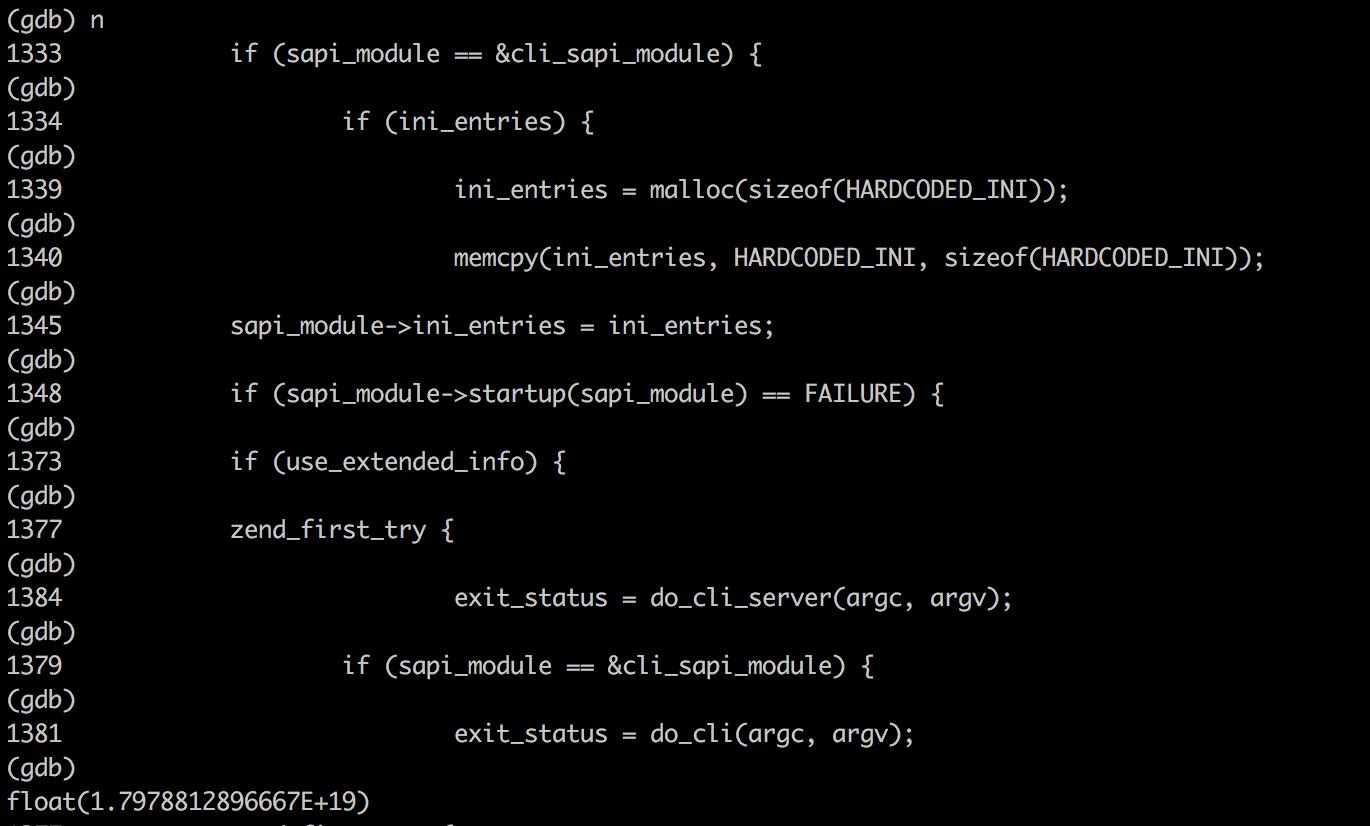 (gdb) n
1333 if (sapi_module == &cli_sapi_module) {
(gdb)
1334 if (ini_entries) {
(gdb)
1339 ini_entries = malloc(sizeof(HARDCODED_INI));
(gdb)
1340 memcpy(ini_entries, HARDCODED_INI, sizeof(HARDCODED_INI));
(gdb)
1345 sapi_module->ini_entries = ini_entries;
(gdb)
1348 if (sapi_module->startup(sapi_module) == FAILURE) {
(gdb)
1373 if (use_extended_info) {
(gdb)
1377 zend_first_try {
(gdb)
1384 exit_status = do_cli_server(argc, argv);
(gdb)
1379 if (sapi_module == &cli_sapi_module) {
(gdb)
1381 exit_status = do_cli(argc, argv);
(gdb)
float(1.7978812896667E+19)